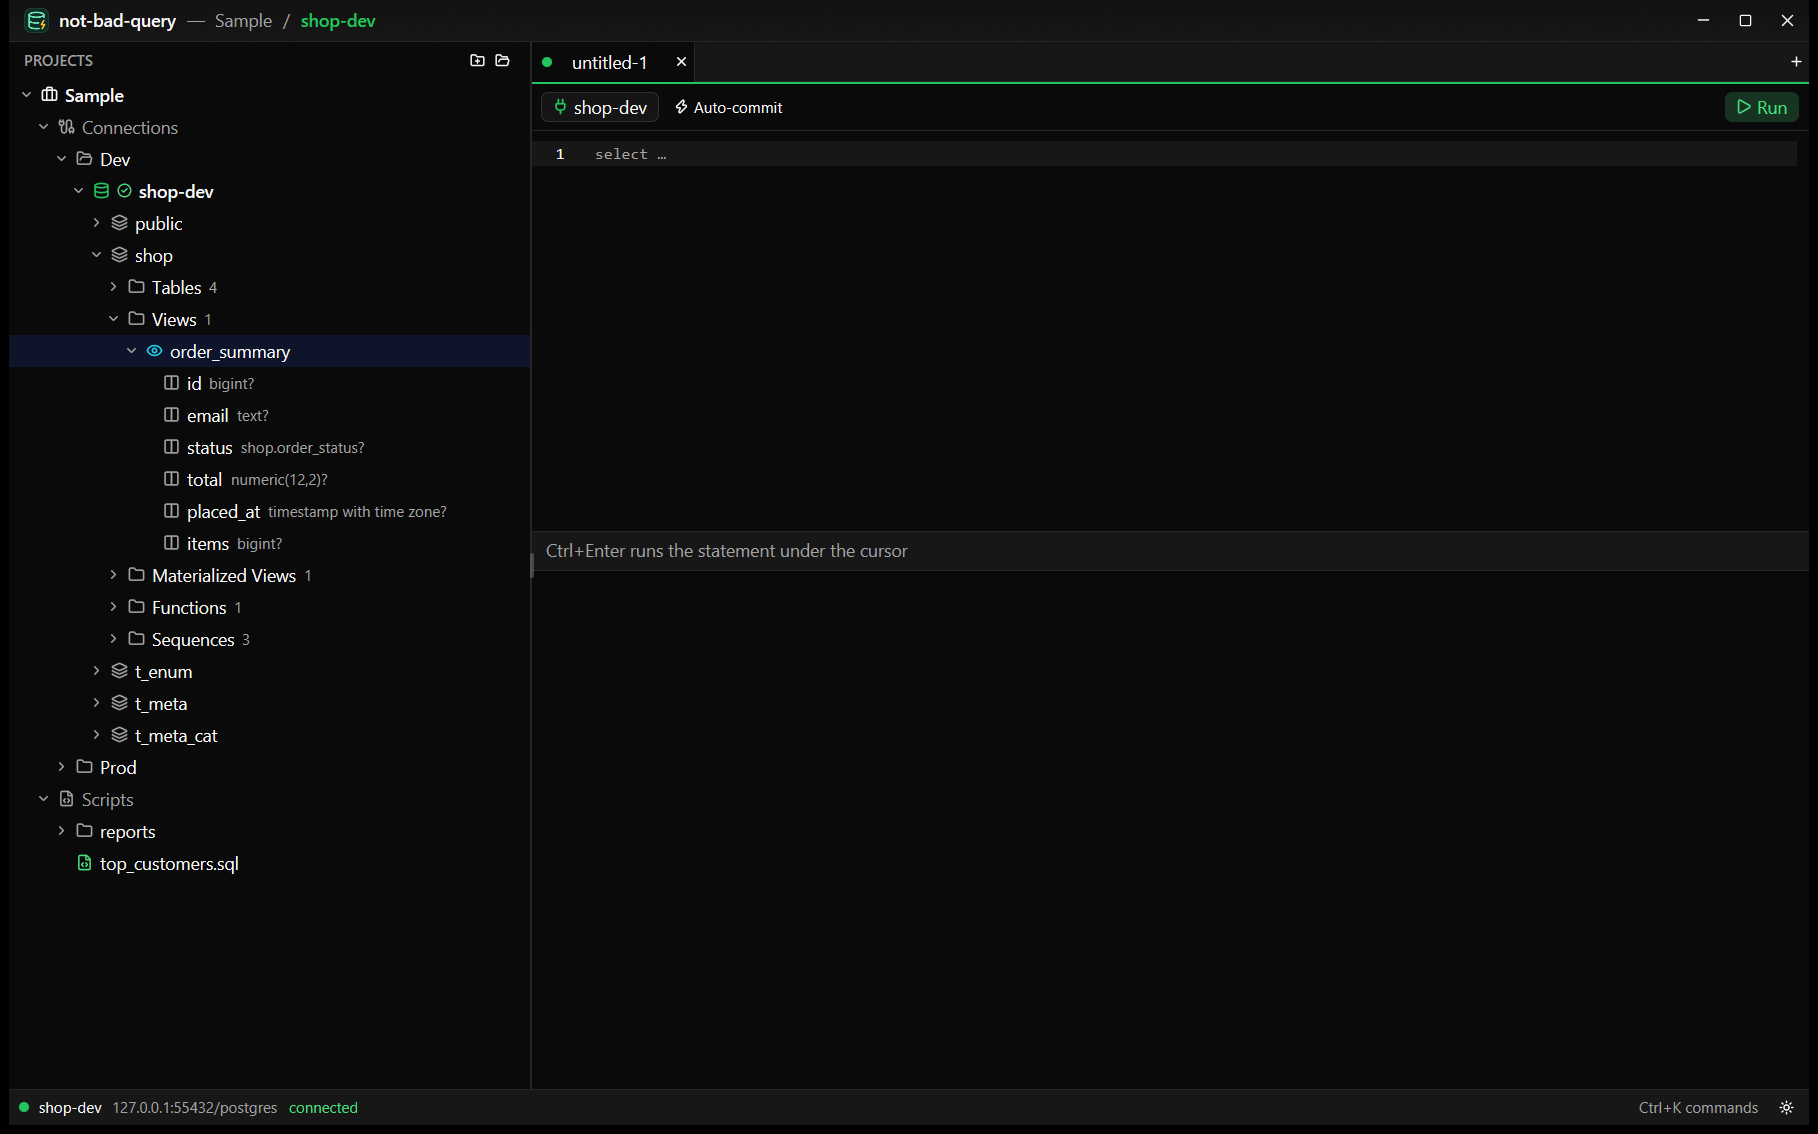 not-bad-query — Sample / shop-dev
PROJECTS
Sample
Connections
Dev
shop-dev
public
shop
Tables 4
Views 1
order_summary
id bigint?
email text?
status shop.order_status?
total numeric(12,2)?
placed_at timestamp with time zone?
items bigint?
Materialized Views 1
Functions 1
Sequences 3
t_enum
t_meta
t_meta_cat
Prod
Scripts
reports
top_customers.sql
untitled-1
shop-dev Auto-commit Run
1 select …
Ctrl+Enter runs the statement under the cursor
shop-dev 127.0.0.1:55432/postgres connected
Ctrl+K commands